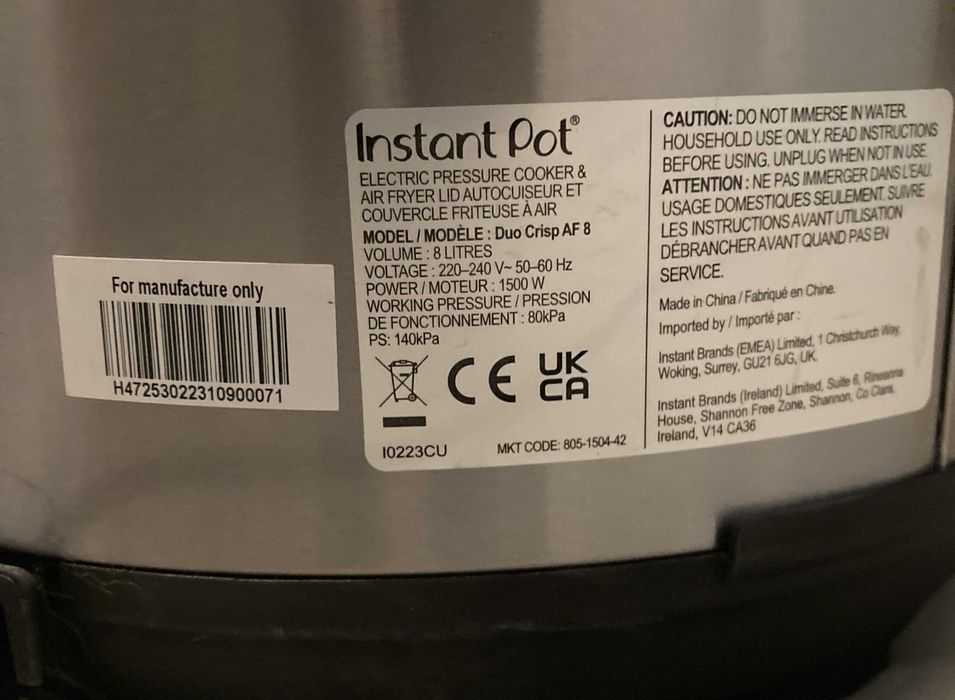 For manufacture only
H47253022310900071
Instant Pot®
ELECTRIC PRESSURE COOKER &
AIR FRYER LID AUTOCUISEUR ET
COUVERCLE FRITEUSE À AIR
MODEL / MODÈLE : Duo Crisp AF 8
VOLUME : 8 LITRES
VOLTAGE : 220–240 V~ 50–60 Hz
POWER / MOTEUR : 1500 W
WORKING PRESSURE / PRESSION
DE FONCTIONNEMENT : 80kPa
PS: 140kPa
CE UK
CA
I0223CU
MKT CODE: 805-1504-42
CAUTION: DO NOT IMMERSE IN WATER.
HOUSEHOLD USE ONLY. READ INSTRUCTIONS
BEFORE USING. UNPLUG WHEN NOT IN USE.
ATTENTION : NE PAS IMMERGER DANS L'EAU.
USAGE DOMESTIQUES SEULEMENT. SUIVRE
LES INSTRUCTIONS AVANT UTILISATION
DÉBRANCHER AVANT QUAND PAS EN
SERVICE.
Made in China / Fabriqué en Chine.
Imported by / Importé par :
Instant Brands (EMEA) Limited, 1 Christchurch Way,
Woking, Surrey, GU21 6JG, UK.
Instant Brands (Ireland) Limited, Suite 6, Rineanna
House, Shannon Free Zone, Shannon, Co Clare,
Ireland, V14 CA36